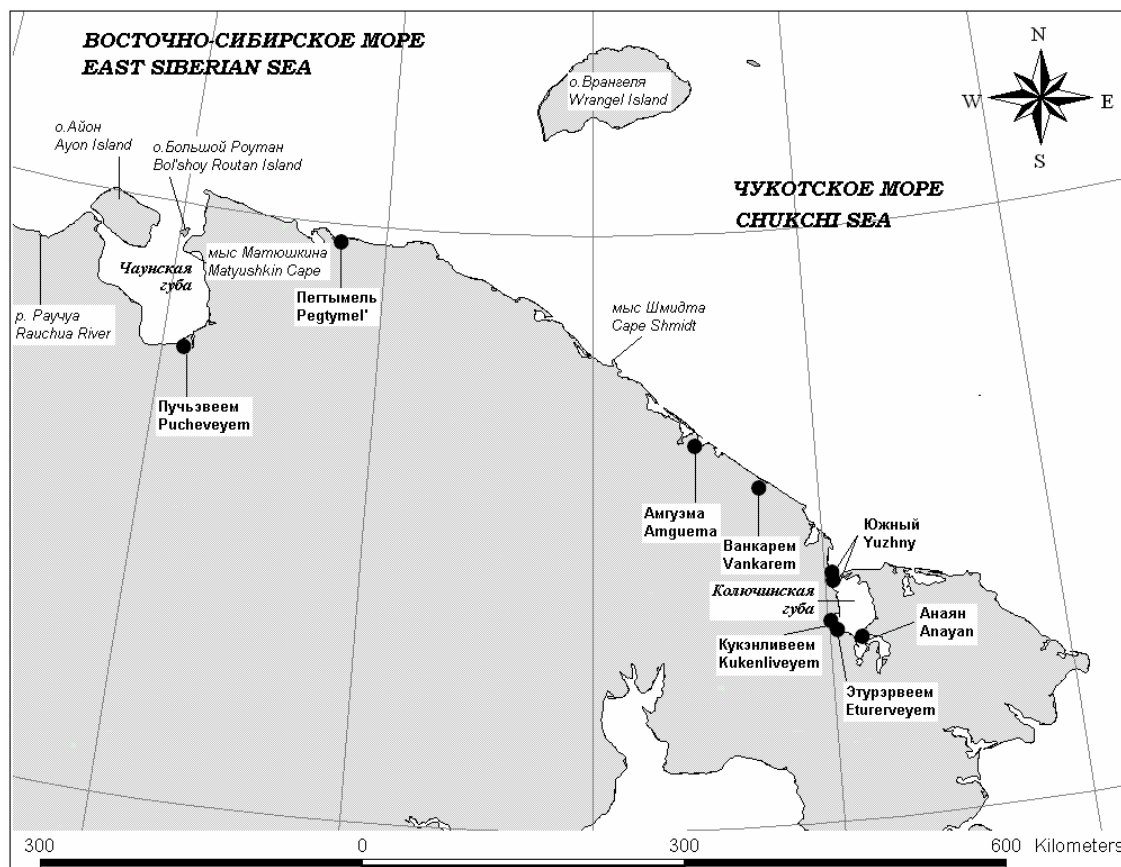 ВОСТОЧНО-СИБИРСКОЕ МОРЕ
EAST SIBERIAN SEA
о.Врангеля
Wrangel Island
N
W
E
S
о.Айон
Ayon Island
о.Большой Роутан
Bol'shoy Routan Island
ЧУКОТСКОЕ МОРЕ
CHUKCHI SEA
Чаунская
губа
мыс Матюшкина
Matyushkin Cape
Пегтымель
Pegtymel'
р. Раучуа
Rauchua River
мыс Шмидта
Cape Shmidt
Пучьэвеем
Pucheveyem
Амгуэма
Amguema
Ванкарем
Vankarem
Южный
Yuzhny
Колючинская
губа
Анаян
Anayan
Кукэнливеем
Kukenliveyem
Этурэрвеем
Eturerveyem
300
0
300
600 Kilometers